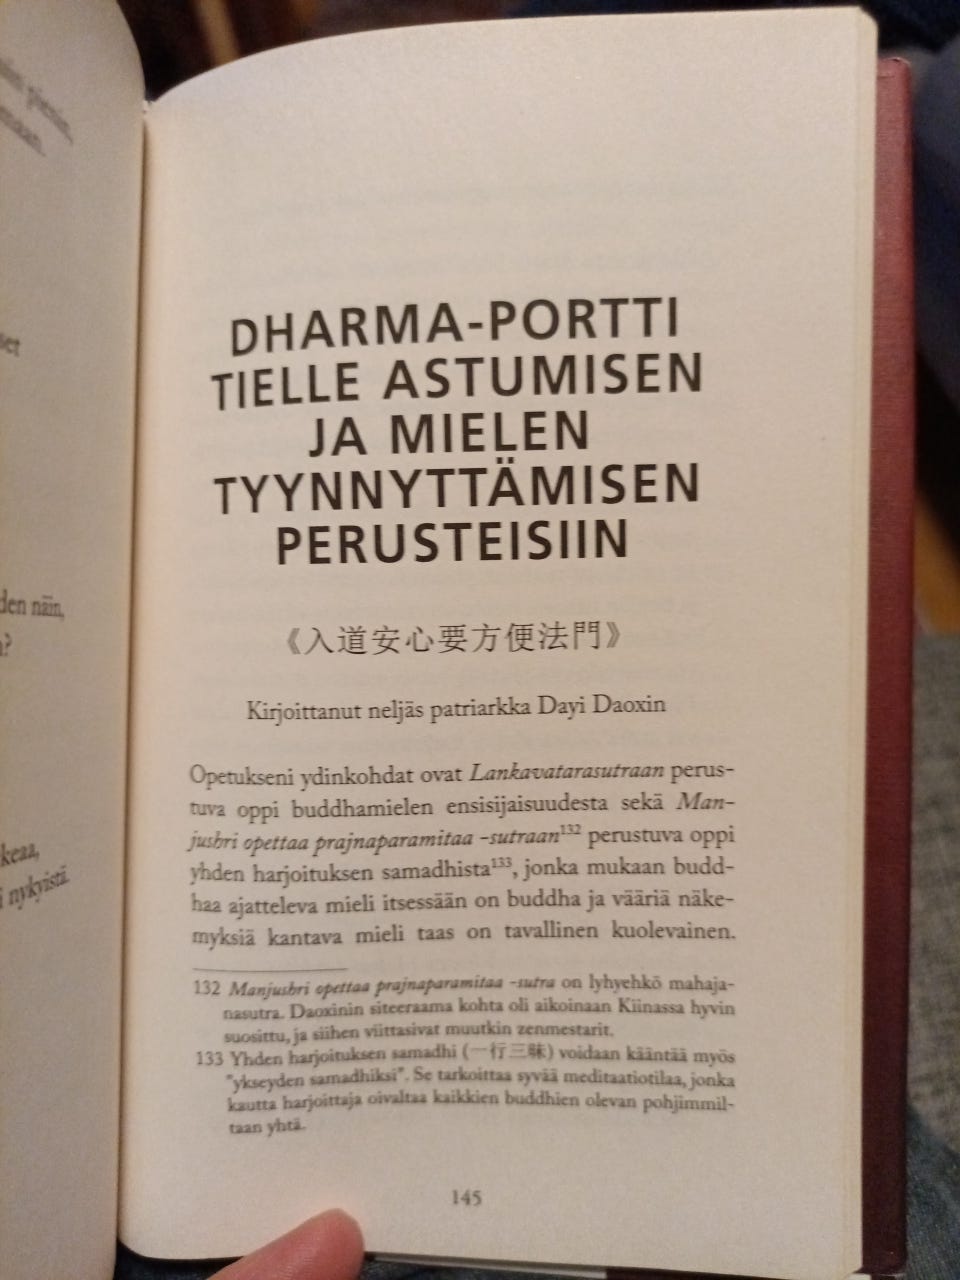 set
den näin,
keaa,
nykyistä.
DHARMA-PORTTI
TIELLE ASTUMISEN
JA MIELEN
TYYNNYTTÄMISEN
PERUSTEISIIN
《入道安心要方便法門》
Kirjoittanut neljäs patriarkka Dayi Daoxin
Opetukseni ydinkohdat ovat Lankavatarasutraan perus-
tuva oppi buddhamielen ensisijaisuudesta sekä Man-
jushri opettaa prajnaparamitaa -sutraan132 perustuva oppi
yhden harjoituksen samadhista133, jonka mukaan budd-
haa ajatteleva mieli itsessään on buddha ja vääriä näke-
myksiä kantava mieli taas on tavallinen kuolevainen.
132 Manjushri opettaa prajnaparamitaa -sutra on lyhyehkö mahaja-
nasutra. Daoxinin siteeraama kohta oli aikoinaan Kiinassa hyvin
suosittu, ja siihen viittasivat muutkin zenmestarit.
133 Yhden harjoituksen samadhi (一行三昧) voidaan kääntää myös
"ykseyden samadhiksi". Se tarkoittaa syvää meditaatiotilaa, jonka
kautta harjoittaja oivaltaa kaikkien buddhien olevan pohjimmil-
taan yhtä.
145